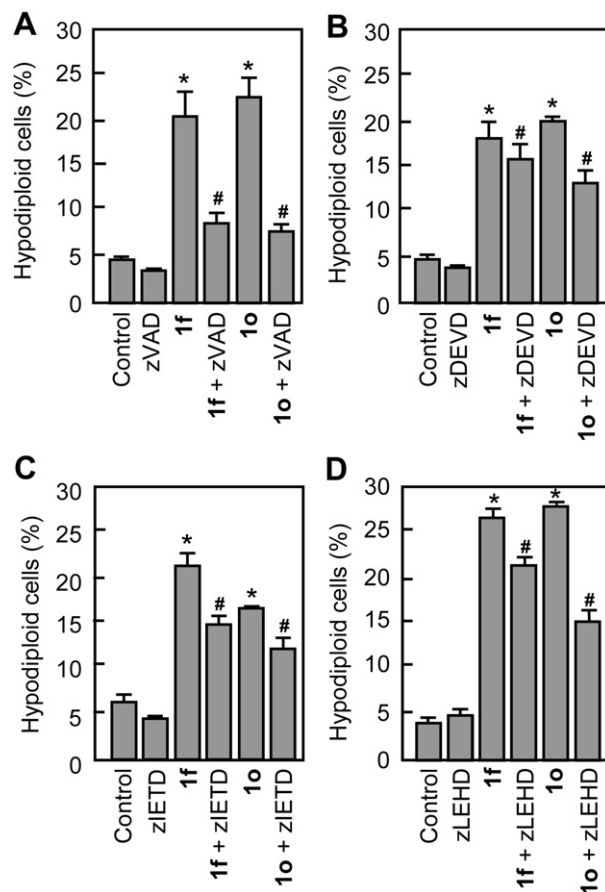 A
Hypodiploid cells (%)
30
25
20
15
10
5
0
* # * #
Control
zVAD
1f
1f + zVAD
1o
1o + zVAD
B
Hypodiploid cells (%)
30
25
20
15
10
5
0
* # * #
Control
zDEVD
1f
1f + zDEVD
1o
1o + zDEVD
C
Hypodiploid cells (%)
30
25
20
15
10
5
0
* # * #
Control
zIETD
1f
1f + zIETD
1o
1o + zIETD
D
Hypodiploid cells (%)
30
25
20
15
10
5
0
* # * #
Control
zLEHD
1f
1f + zLEHD
1o
1o + zLEHD